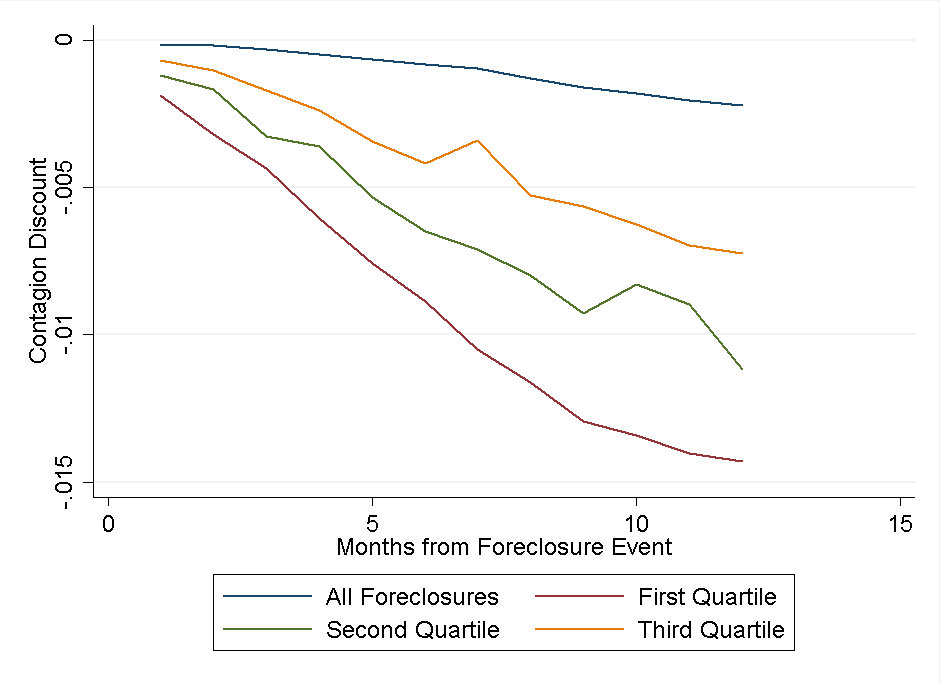 0
-.005
-.01
-.015
Contagion Discount
0 5 10 15
Months from Foreclosure Event
All Foreclosures First Quartile
Second Quartile Third Quartile